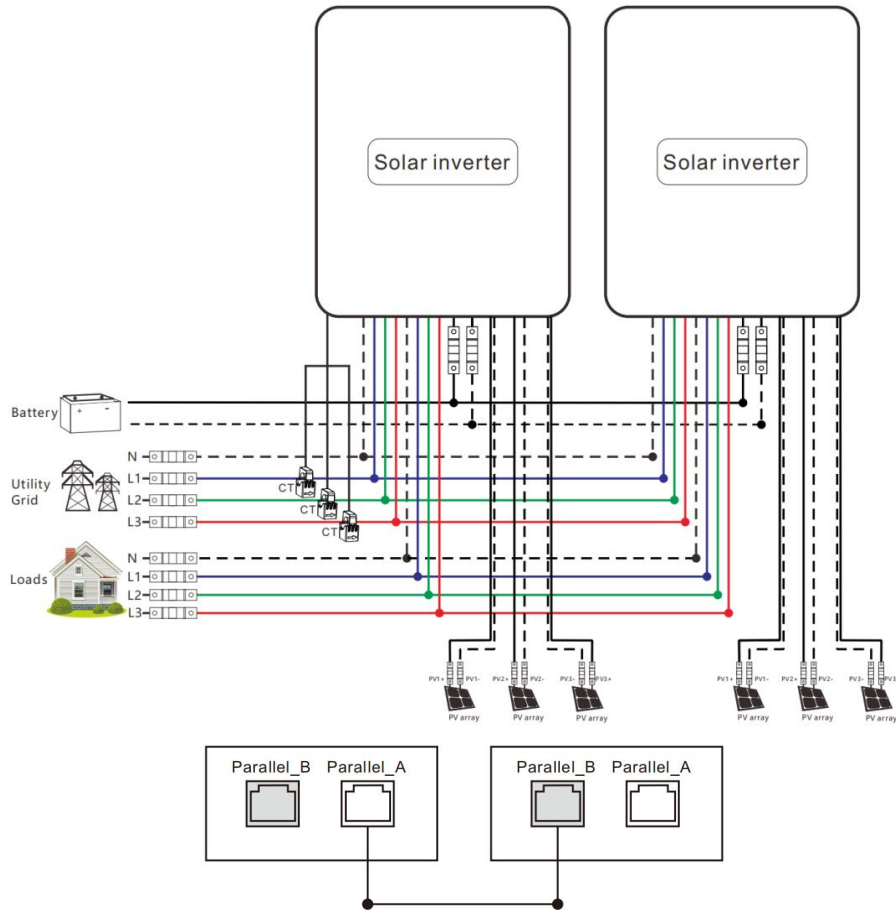 Solar inverter
Solar inverter
Battery
+ -
N
CT
L1
Utility
Grid
L2
CT
L3
CT
N
Loads
L1
L2
L3
PV1+ PV1- PV2+ PV2- PV3- PV3+
PV1+ PV1- PV2+ PV2- PV3- PV3
PV array PV array PV array
PV array PV array PV array
Parallel_B Parallel_A
Parallel_B Parallel_A